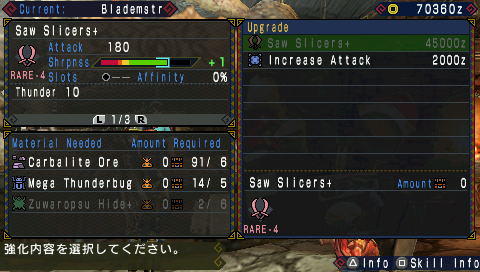 Current: Blademstr
70360z
Saw Slicers+
Attack 180
Shrpnss +1
RARE-4 Slots ●―― Affinity 0%
Thunder 10
L 1/3 R
Material Needed Amount Required
Carbalite Ore 0 91/ 6
Mega Thunderbug 0 14/ 5
Zuwaropsu Hide+ 0 2/ 6
Upgrade
Saw Slicers+ 45000z
Increase Attack 2000z
Saw Slicers+ Amount 0
RARE-4
強化内容を選択してください。
△ Info □ Skill Info